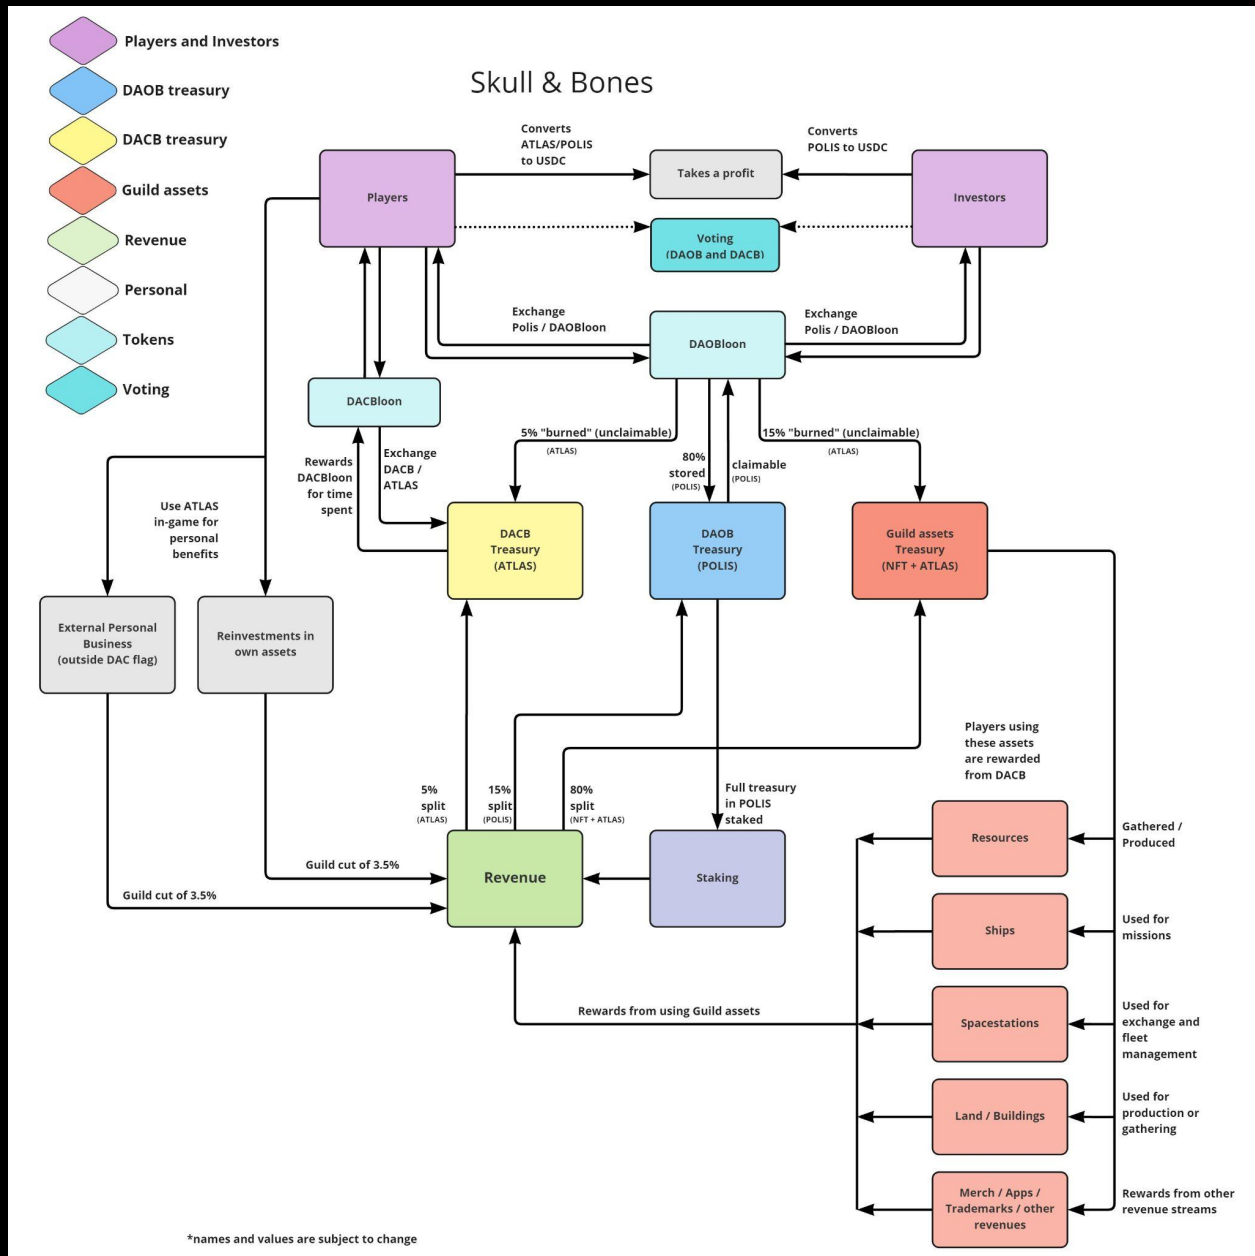 Players and Investors
DAOB treasury
DACB treasury
Guild assets
Revenue
Personal
Tokens
Voting
Skull & Bones
Converts
ATLAS/POLIS
to USDC
Converts
POLIS to USDC
Players
Takes a profit
Investors
Voting
(DAOB and DACB)
Exchange
Polis / DAOBloon
DAOBloon
Exchange
Polis / DAOBloon
DACBloon
5% "burned" (unclaimable)
(ATLAS)
80%
stored
(POLIS)
claimable
(POLIS)
15% "burned" (unclaimable)
(ATLAS)
Rewards
DACBloon
for time
spent
Exchange
DACB /
ATLAS
Use ATLAS
in-game for
personal
benefits
DACB
Treasury
(ATLAS)
DAOB
Treasury
(POLIS)
Guild assets
Treasury
(NFT + ATLAS)
External Personal
Business
(outside DAC flag)
Reinvestments in
own assets
Players using
these assets
are rewarded
from DACB
5%
split
(ATLAS)
15%
split
(POLIS)
80%
split
(NFT + ATLAS)
Full treasury
in POLIS
staked
Guild cut of 3.5%
Guild cut of 3.5%
Revenue
Staking
Resources
Gathered /
Produced
Ships
Used for
missions
Rewards from using Guild assets
Spacestations
Used for
exchange and
fleet
management
Land / Buildings
Used for
production or
gathering
Merch / Apps /
Trademarks / other
revenues
Rewards from other
revenue streams
*names and values are subject to change